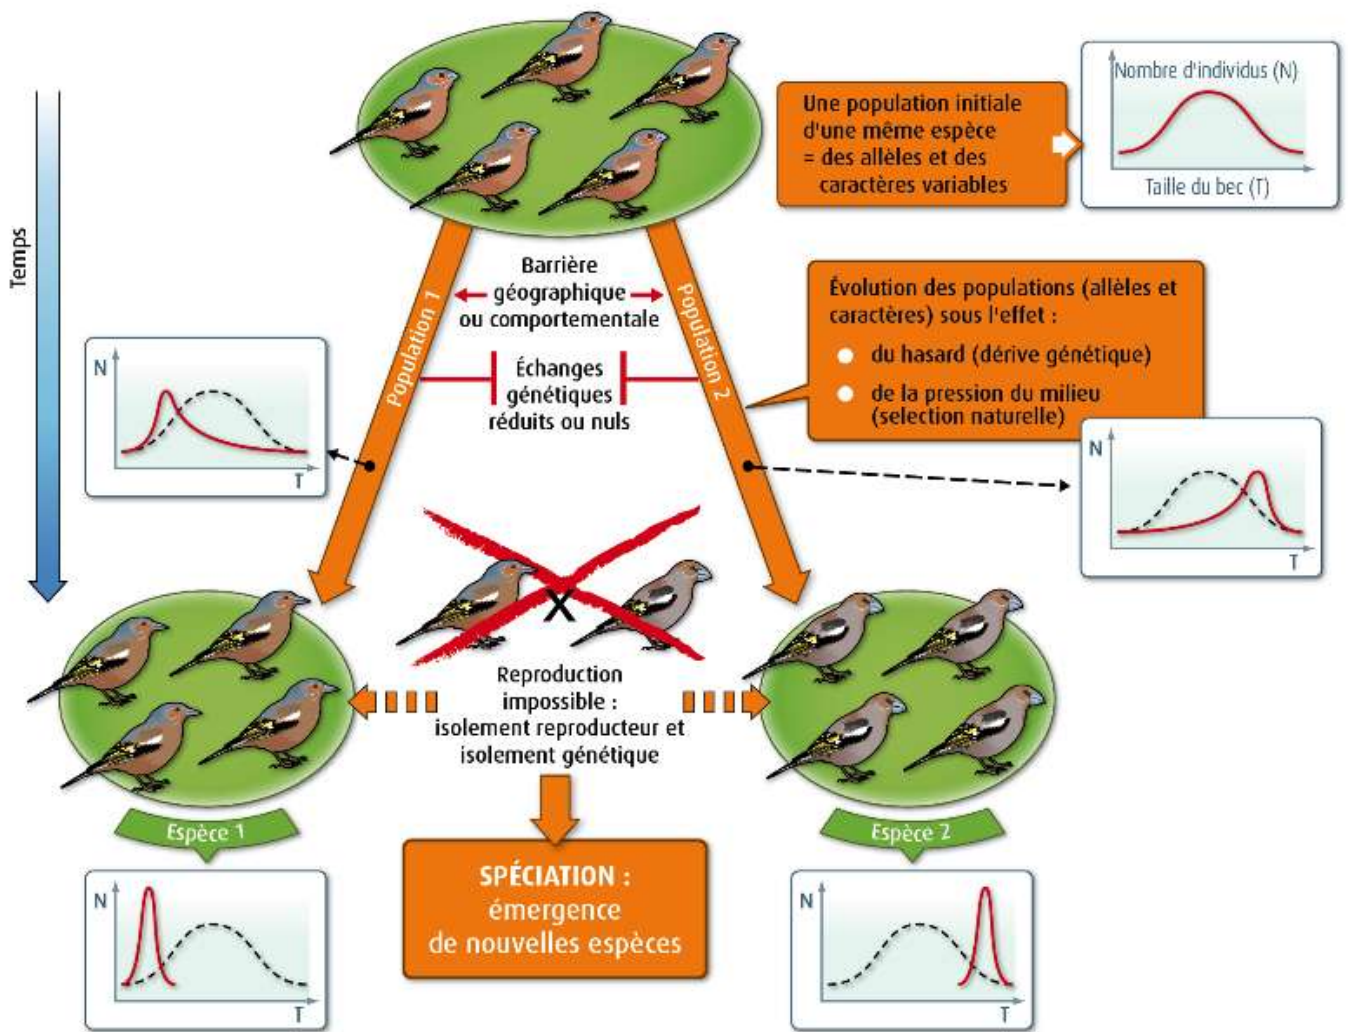 Nombre d'individus (N)
Taille du bec (T)
Une population initiale
d'une même espèce
= des allèles et des
caractères variables
Temps
Barrière
géographique
ou comportementale
Population 1
Population 2
Échanges
génétiques
réduits ou nuls
Évolution des populations (allèles et
caractères) sous l'effet :
du hasard (dérive génétique)
de la pression du milieu
(selection naturelle)
N
T
N
T
X
Reproduction
impossible :
isolement reproducteur et
isolement génétique
Espèce 1
Espèce 2
SPÉCIATION :
émergence
de nouvelles espèces
N
T
N
T